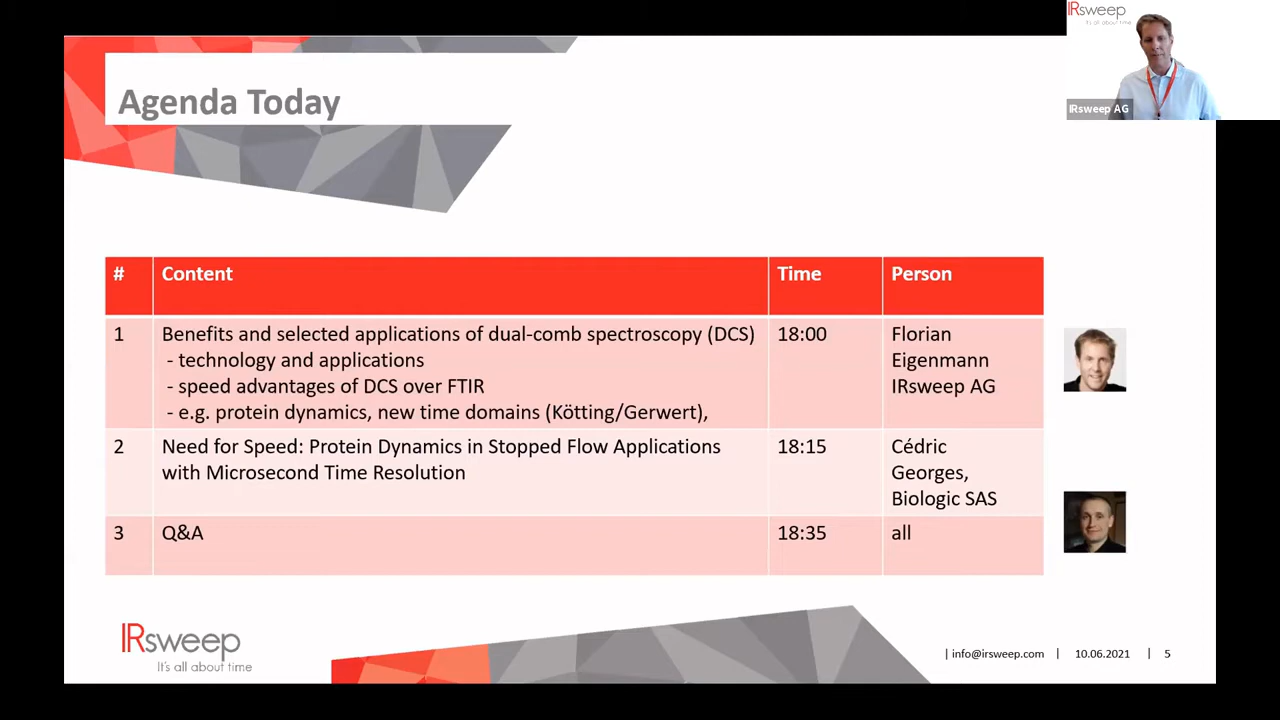 IRsweep
It's all about time
IRsweep AG
Agenda Today
# Content Time Person
1 Benefits and selected applications of dual-comb spectroscopy (DCS) 18:00 Florian
- technology and applications Eigenmann
- speed advantages of DCS over FTIR IRsweep AG
- e.g. protein dynamics, new time domains (Kötting/Gerwert),
2 Need for Speed: Protein Dynamics in Stopped Flow Applications 18:15 Cédric
with Microsecond Time Resolution Georges,
Biologic SAS
3 Q&A 18:35 all
IRsweep
It's all about time
| info@irsweep.com | 10.06.2021 | 5